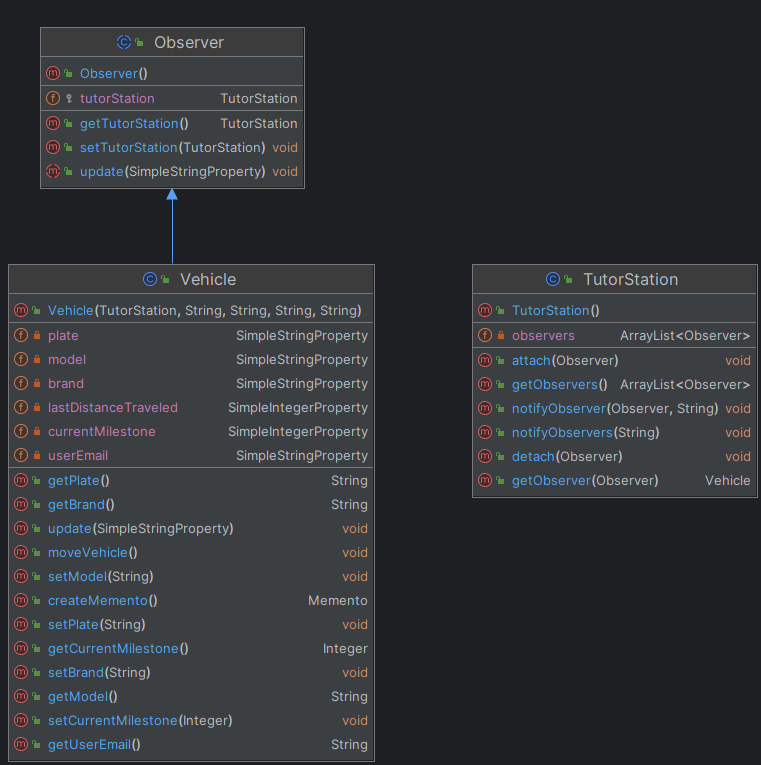 Observer
Observer()
tutorStation TutorStation
getTutorStation() TutorStation
setTutorStation(TutorStation) void
update(SimpleStringProperty) void
Vehicle
Vehicle(TutorStation, String, String, String, String)
plate SimpleStringProperty
model SimpleStringProperty
brand SimpleStringProperty
lastDistanceTraveled SimpleIntegerProperty
currentMilestone SimpleIntegerProperty
userEmail SimpleStringProperty
getPlate() String
getBrand() String
update(SimpleStringProperty) void
moveVehicle() void
setModel(String) void
createMemento() Memento
setPlate(String) void
getCurrentMilestone() Integer
setBrand(String) void
getModel() String
setCurrentMilestone(Integer) void
getUserEmail() String
TutorStation
TutorStation()
observers ArrayList<Observer>
attach(Observer) void
getObservers() ArrayList<Observer>
notifyObserver(Observer, String) void
notifyObservers(String) void
detach(Observer) void
getObserver(Observer) Vehicle